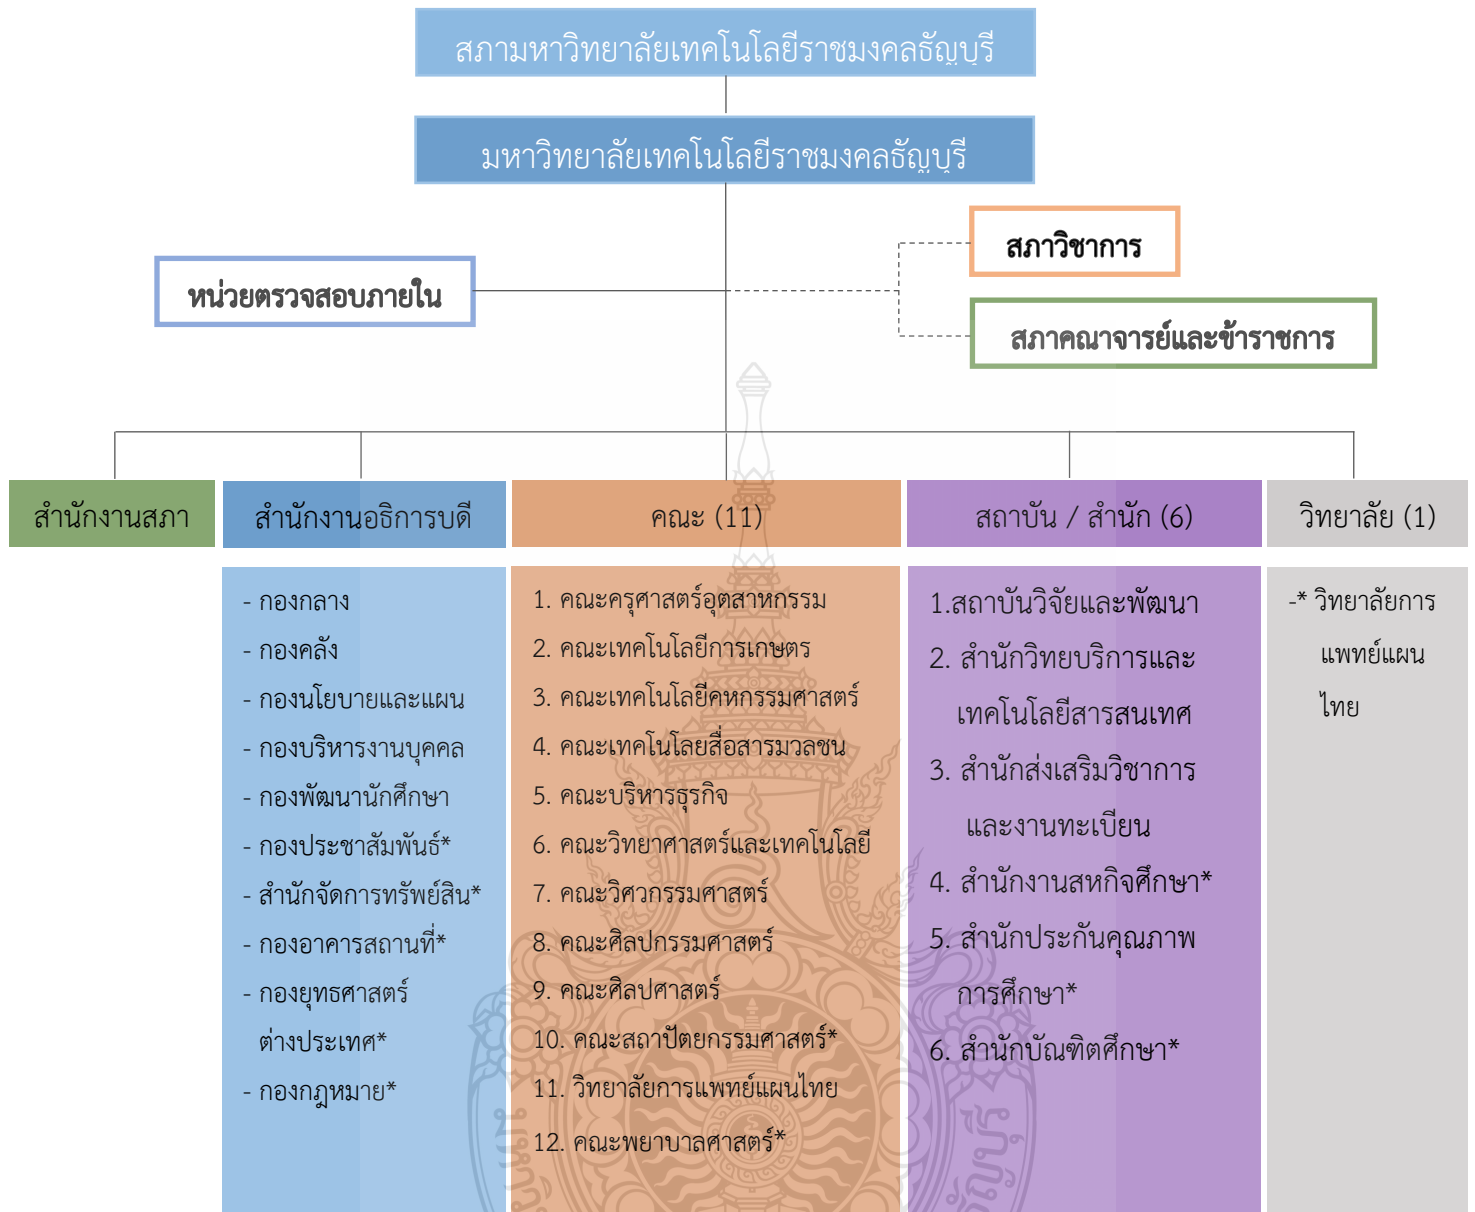 สภามหาวิทยาลัยเทคโนโลยีราชมงคลธัญบุรี
มหาวิทยาลัยเทคโนโลยีราชมงคลธัญบุรี
สภาวิชาการ
หน่วยตรวจสอบภายใน
สภาคณาจารย์และข้าราชการ
สำนักงานสภา
สำนักงานอธิการบดี
- กองกลาง
- กองคลัง
- กองนโยบายและแผน
- กองบริหารงานบุคคล
- กองพัฒนานักศึกษา
- กองประชาสัมพันธ์*
- สำนักจัดการทรัพย์สิน*
- กองอาคารสถานที่*
- กองยุทธศาสตร์
ต่างประเทศ*
- กองกฎหมาย*
คณะ (11)
1. คณะครุศาสตร์อุตสาหกรรม
2. คณะเทคโนโลยีการเกษตร
3. คณะเทคโนโลยีคหกรรมศาสตร์
4. คณะเทคโนโลยสื่อสารมวลชน
5. คณะบริหารธุรกิจ
6. คณะวิทยาศาสตร์และเทคโนโลยี
7. คณะวิศวกรรมศาสตร์
8. คณะศิลปกรรมศาสตร์
9. คณะศิลปศาสตร์
10. คณะสถาปัตยกรรมศาสตร์*
11. วิทยาลัยการแพทย์แผนไทย
12. คณะพยาบาลศาสตร์*
สถาบัน / สำนัก (6)
1.สถาบันวิจัยและพัฒนา
2. สำนักวิทยบริการและ
เทคโนโลยีสารสนเทศ
3. สำนักส่งเสริมวิชาการ
และงานทะเบียน
4. สำนักงานสหกิจศึกษา*
5. สำนักประกันคุณภาพ
การศึกษา*
6. สำนักบัณฑิตศึกษา*
วิทยาลัย (1)
-* วิทยาลัยการ
แพทย์แผน
ไทย